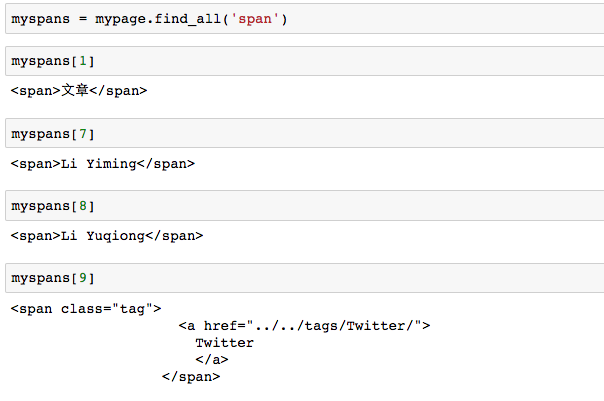 myspans = mypage.find_all('span')
myspans[1]
<span>文章</span>
myspans[7]
<span>Li Yiming</span>
myspans[8]
<span>Li Yuqiong</span>
myspans[9]
<span class="tag">
<a href="../../tags/Twitter/">
Twitter
</a>
</span>